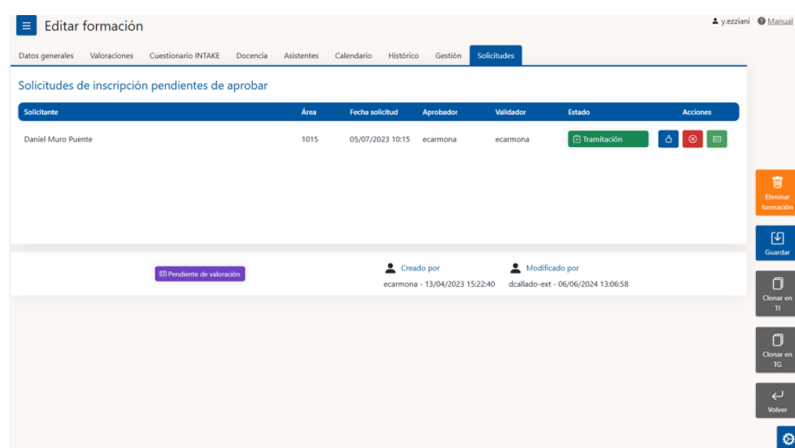 Editar formación
y.ezziani Manual
Datos generales Valoraciones Cuestionario INTAKE Docencia Asistentes Calendario Histórico Gestión Solicitudes
Solicitudes de inscripción pendientes de aprobar
Solicitante Área Fecha solicitud Aprobador Validador Estado Acciones
Daniel Muro Puente 1015 05/07/2023 10:15 ecarmona ecarmona Tramitación
Pendiente de valoración
Creado por
ecarmona - 13/04/2023 15:22:40
Modificado por
dcallado-ext - 06/06/2024 13:06:58
Eliminar
formación
Guardar
Clonar en
TI
Clonar en
TG
Volver